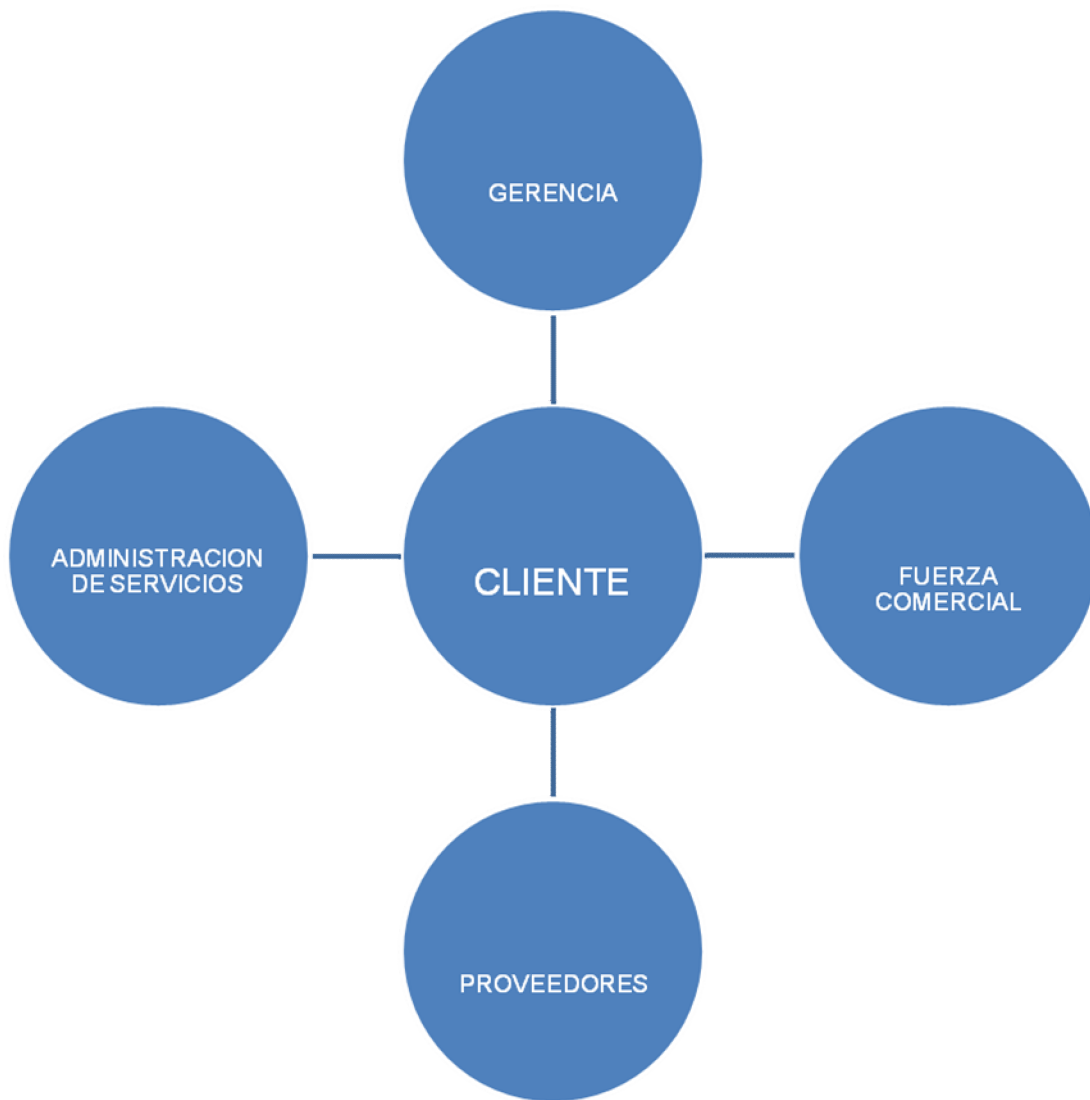 GERENCIA
ADMINISTRACION
DE SERVICIOS
CLIENTE
FUERZA
COMERCIAL
PROVEEDORES